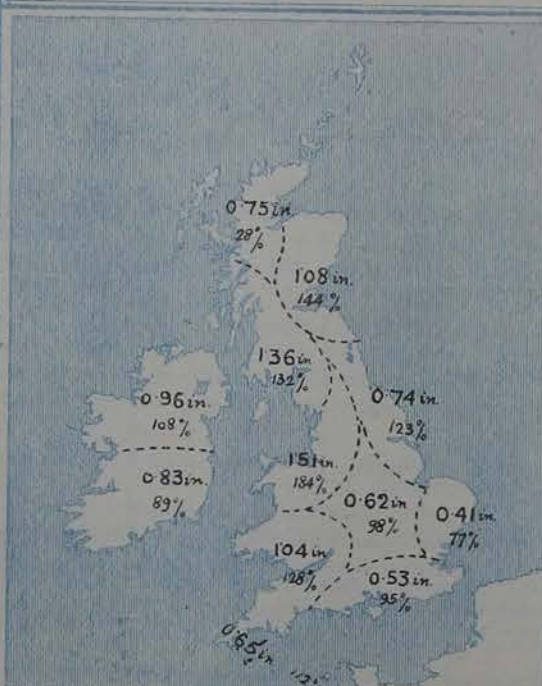 0.75 in.
28%
1.08 in.
144%
1.36 in.
132%
0.96 in.
108%
0.74 in.
123%
1.51 in.
184%
0.83 in.
89%
0.62 in.
98%
0.41 in.
77%
1.04 in.
128%
0.53 in.
95%
0.65 in